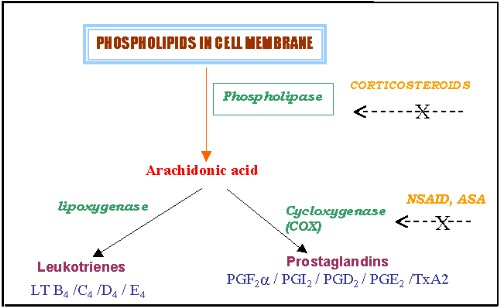 PHOSPHOLIPIDS IN CELL MEMBRANE
CORTICOSTEROIDS
Phospholipase
X
Arachidonic acid
lipoxygenase
Cycloxygenase
(COX)
NSAID, ASA
X
Leukotrienes
LT B₄ /C₄ /D₄ / E₄
Prostaglandins
PGF₂α / PGI₂ / PGD₂ / PGE₂ /TxA2